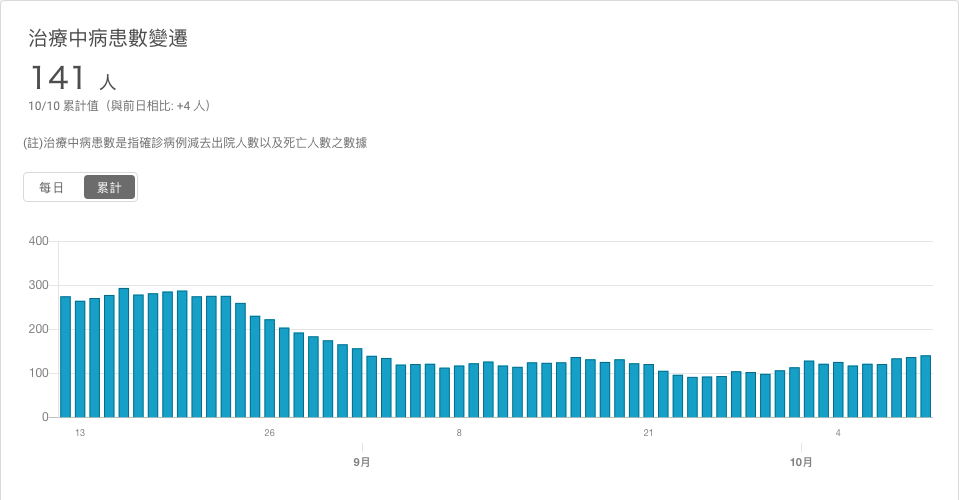 治療中病患數變遷
141 人
10/10 累計值（與前日相比: +4 人）
(註)治療中病患數是指確診病例減去出院人數以及死亡人數之數據
每日 累計
400
300
200
100
0
13 26 8 21 4
9月 10月